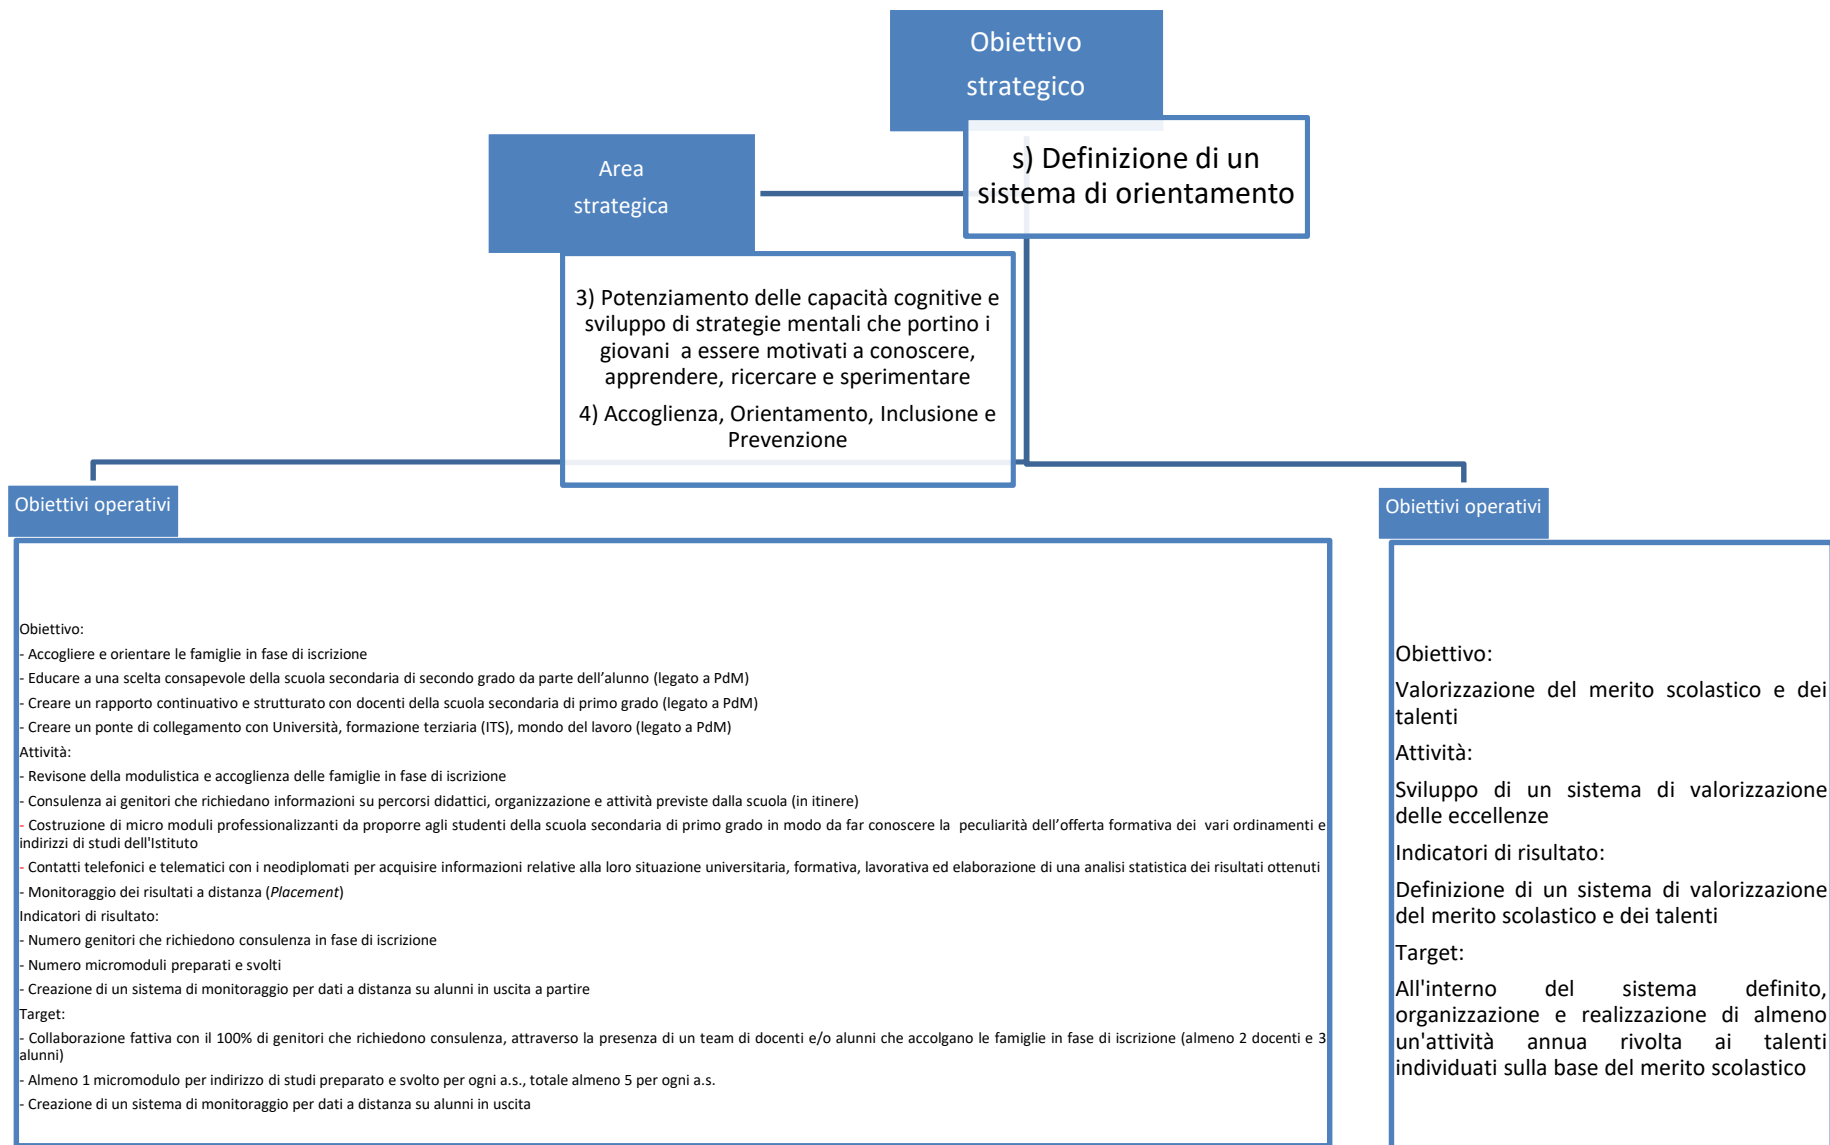 Obiettivo
strategico
s) Definizione di un
sistema di orientamento
Area
strategica
3) Potenziamento delle capacità cognitive e
sviluppo di strategie mentali che portino i
giovani  a essere motivati a conoscere,
apprendere, ricercare e sperimentare
4) Accoglienza, Orientamento, Inclusione e
Prevenzione
Obiettivi operativi
Obiettivo:
- Accogliere e orientare le famiglie in fase di iscrizione
- Educare a una scelta consapevole della scuola secondaria di secondo grado da parte dell’alunno (legato a PdM)
- Creare un rapporto continuativo e strutturato con docenti della scuola secondaria di primo grado (legato a PdM)
- Creare un ponte di collegamento con Università, formazione terziaria (ITS), mondo del lavoro (legato a PdM)
Attività:
- Revisone della modulistica e accoglienza delle famiglie in fase di iscrizione
- Consulenza ai genitori che richiedano informazioni su percorsi didattici, organizzazione e attività previste dalla scuola (in itinere)
- Costruzione di micro moduli professionalizzanti da proporre agli studenti della scuola secondaria di primo grado in modo da far conoscere la  peculiarità dell’offerta formativa dei  vari ordinamenti e
indirizzi di studi dell'Istituto
- Contatti telefonici e telematici con i neodiplomati per acquisire informazioni relative alla loro situazione universitaria, formativa, lavorativa ed elaborazione di una analisi statistica dei risultati ottenuti
- Monitoraggio dei risultati a distanza (Placement)
Indicatori di risultato:
- Numero genitori che richiedono consulenza in fase di iscrizione
- Numero micromoduli preparati e svolti
- Creazione di un sistema di monitoraggio per dati a distanza su alunni in uscita a partire
Target:
- Collaborazione fattiva con il 100% di genitori che richiedono consulenza, attraverso la presenza di un team di docenti e/o alunni che accolgano le famiglie in fase di iscrizione (almeno 2 docenti e 3
alunni)
- Almeno 1 micromodulo per indirizzo di studi preparato e svolto per ogni a.s., totale almeno 5 per ogni a.s.
- Creazione di un sistema di monitoraggio per dati a distanza su alunni in uscita
Obiettivi operativi
Obiettivo:
Valorizzazione del merito scolastico e dei
talenti
Attività:
Sviluppo di un sistema di valorizzazione
delle eccellenze
Indicatori di risultato:
Definizione di un sistema di valorizzazione
del merito scolastico e dei talenti
Target:
All'interno del sistema definito,
organizzazione e realizzazione di almeno
un'attività annua rivolta ai talenti
individuati sulla base del merito scolastico